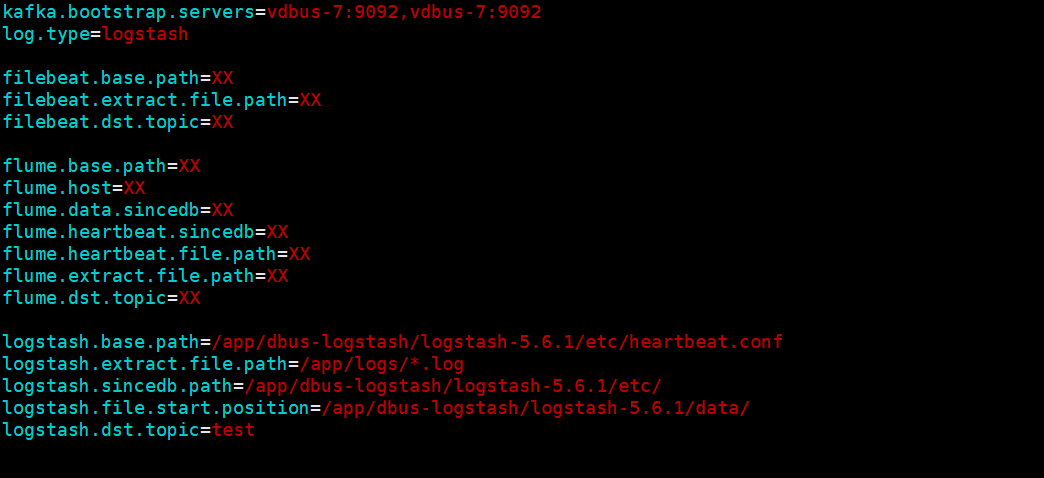 kafka.bootstrap.servers=vdbus-7:9092,vdbus-7:9092
log.type=logstash
filebeat.base.path=XX
filebeat.extract.file.path=XX
filebeat.dst.topic=XX
flume.base.path=XX
flume.host=XX
flume.data.sincedb=XX
flume.heartbeat.sincedb=XX
flume.heartbeat.file.path=XX
flume.extract.file.path=XX
flume.dst.topic=XX
logstash.base.path=/app/dbus-logstash/logstash-5.6.1/etc/heartbeat.conf
logstash.extract.file.path=/app/logs/*.log
logstash.sincedb.path=/app/dbus-logstash/logstash-5.6.1/etc/
logstash.file.start.position=/app/dbus-logstash/logstash-5.6.1/data/
logstash.dst.topic=test